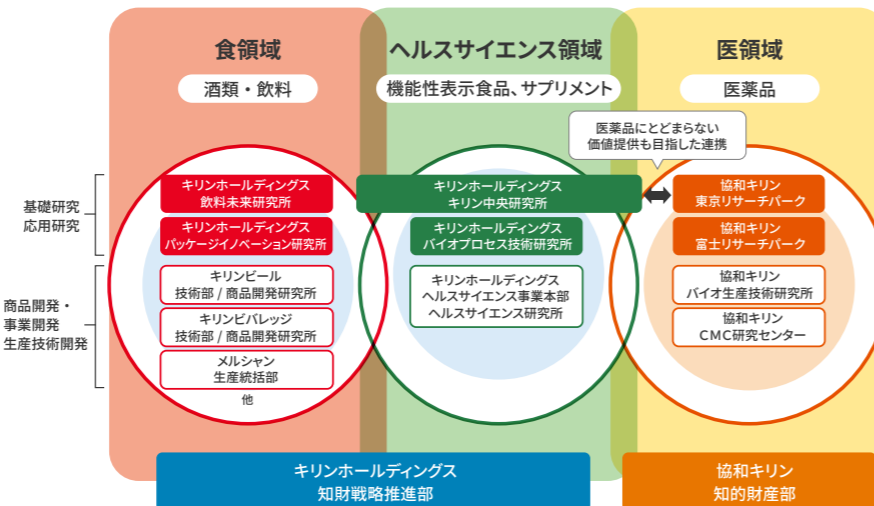 食領域
酒類・飲料
ヘルスサイエンス領域
機能性表示食品、サプリメント
医領域
医薬品
医薬品にとどまらない
価値提供も目指した連携
基礎研究
応用研究
キリンホールディングス
飲料未来研究所
キリンホールディングス
パッケージイノベーション研究所
キリンホールディングス
キリン中央研究所
キリンホールディングス
バイオプロセス技術研究所
協和キリン
東京リサーチパーク
協和キリン
富士リサーチパーク
商品開発・
事業開発
生産技術開発
キリンビール
技術部 / 商品開発研究所
キリンビバレッジ
技術部 / 商品開発研究所
メルシャン
生産統括部
他
キリンホールディングス
ヘルスサイエンス事業本部
ヘルスサイエンス研究所
協和キリン
バイオ生産技術研究所
協和キリン
CMC研究センター
キリンホールディングス
知財戦略推進部
協和キリン
知的財産部